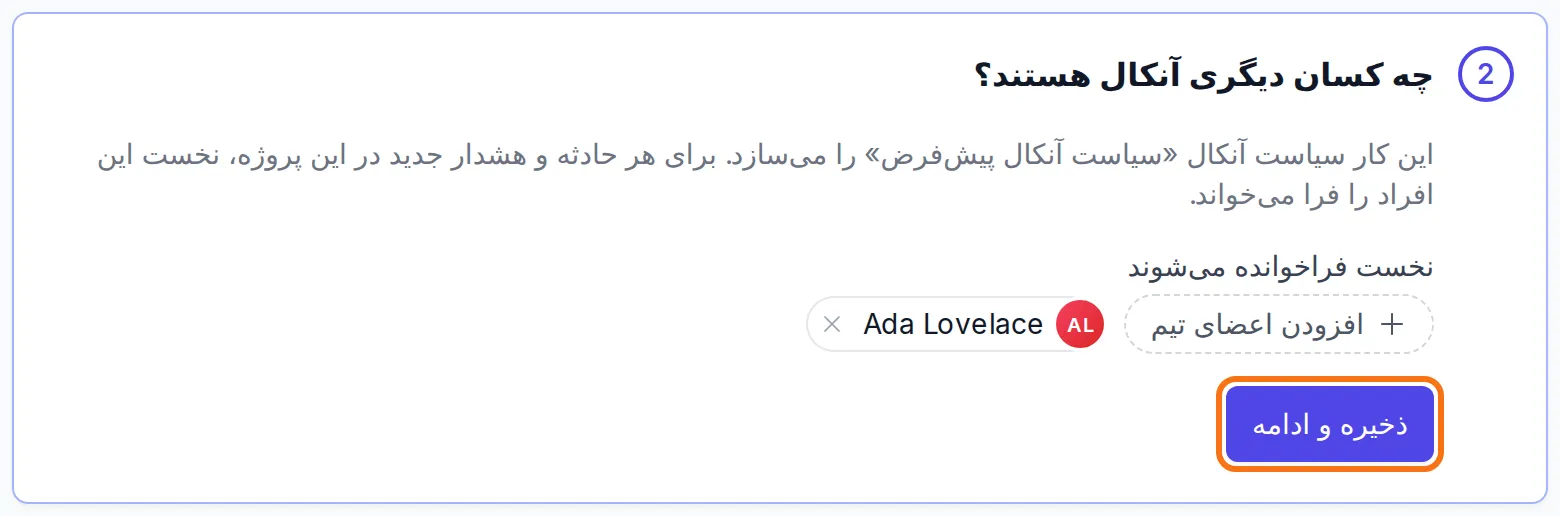 2
چه کسان دیگری آنکال هستند؟
این کار سیاست آنکال «سیاست آنکال پیش‌فرض» را می‌سازد. برای هر حادثه و هشدار جدید در این پروژه، نخست این
افراد را فرا می‌خواند.
نخست فراخوانده می‌شوند
افزودن اعضای تیم
AL Ada Lovelace
ذخیره و ادامه